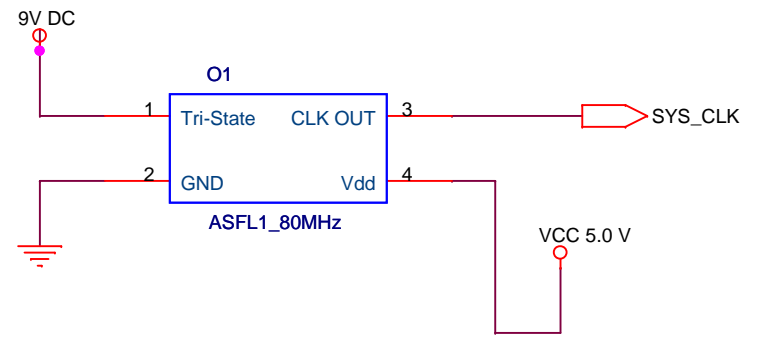 9V DC
O1
1
Tri-State
CLK OUT
3
SYS_CLK
2
GND
Vdd
4
ASFL1_80MHz
VCC 5.0 V